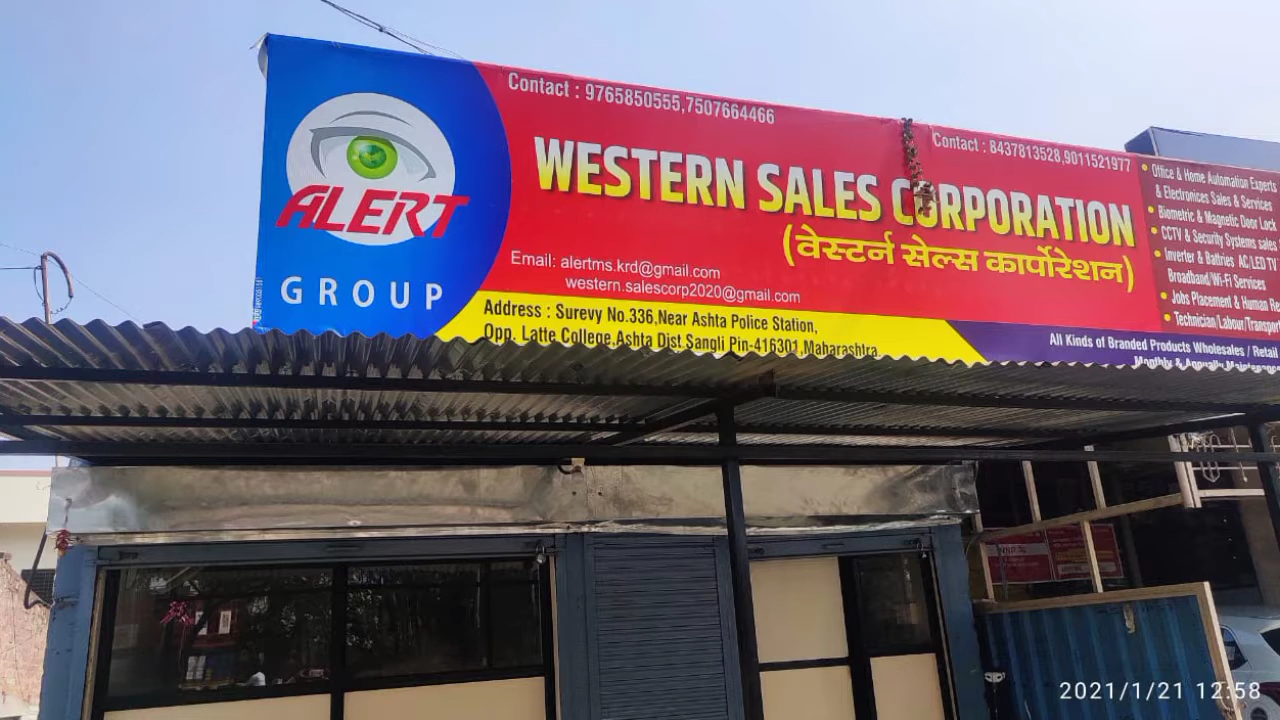 ALERT
GROUP
Contact : 9765850555,7507664466
WESTERN SALES CORPORATION
(वेस्टर्न सेल्स कार्पोरेशन)
Email: alertms.krd@gmail.com
western.salescorp2020@gmail.com
Address : Surevy No.336,Near Ashta Police Station,
Opp. Latte College,Ashta Dist.Sangli Pin-416301,Maharashtra.
Contact : 8437813528,9011521977
• Office & Home Automation Experts
& Electronices Sales & Services
• Biometric & Magnetic Door Lock
• CCTV & Security Systems sales
• Inverter & Battries AC/LED TV
Broadband/Wi-Fi Services
• Jobs Placement & Human
• Technician/Labour/Transport
All Kinds of Branded Products Wholesales / Retail
Monthly & Annually
2021/1/21 12:58